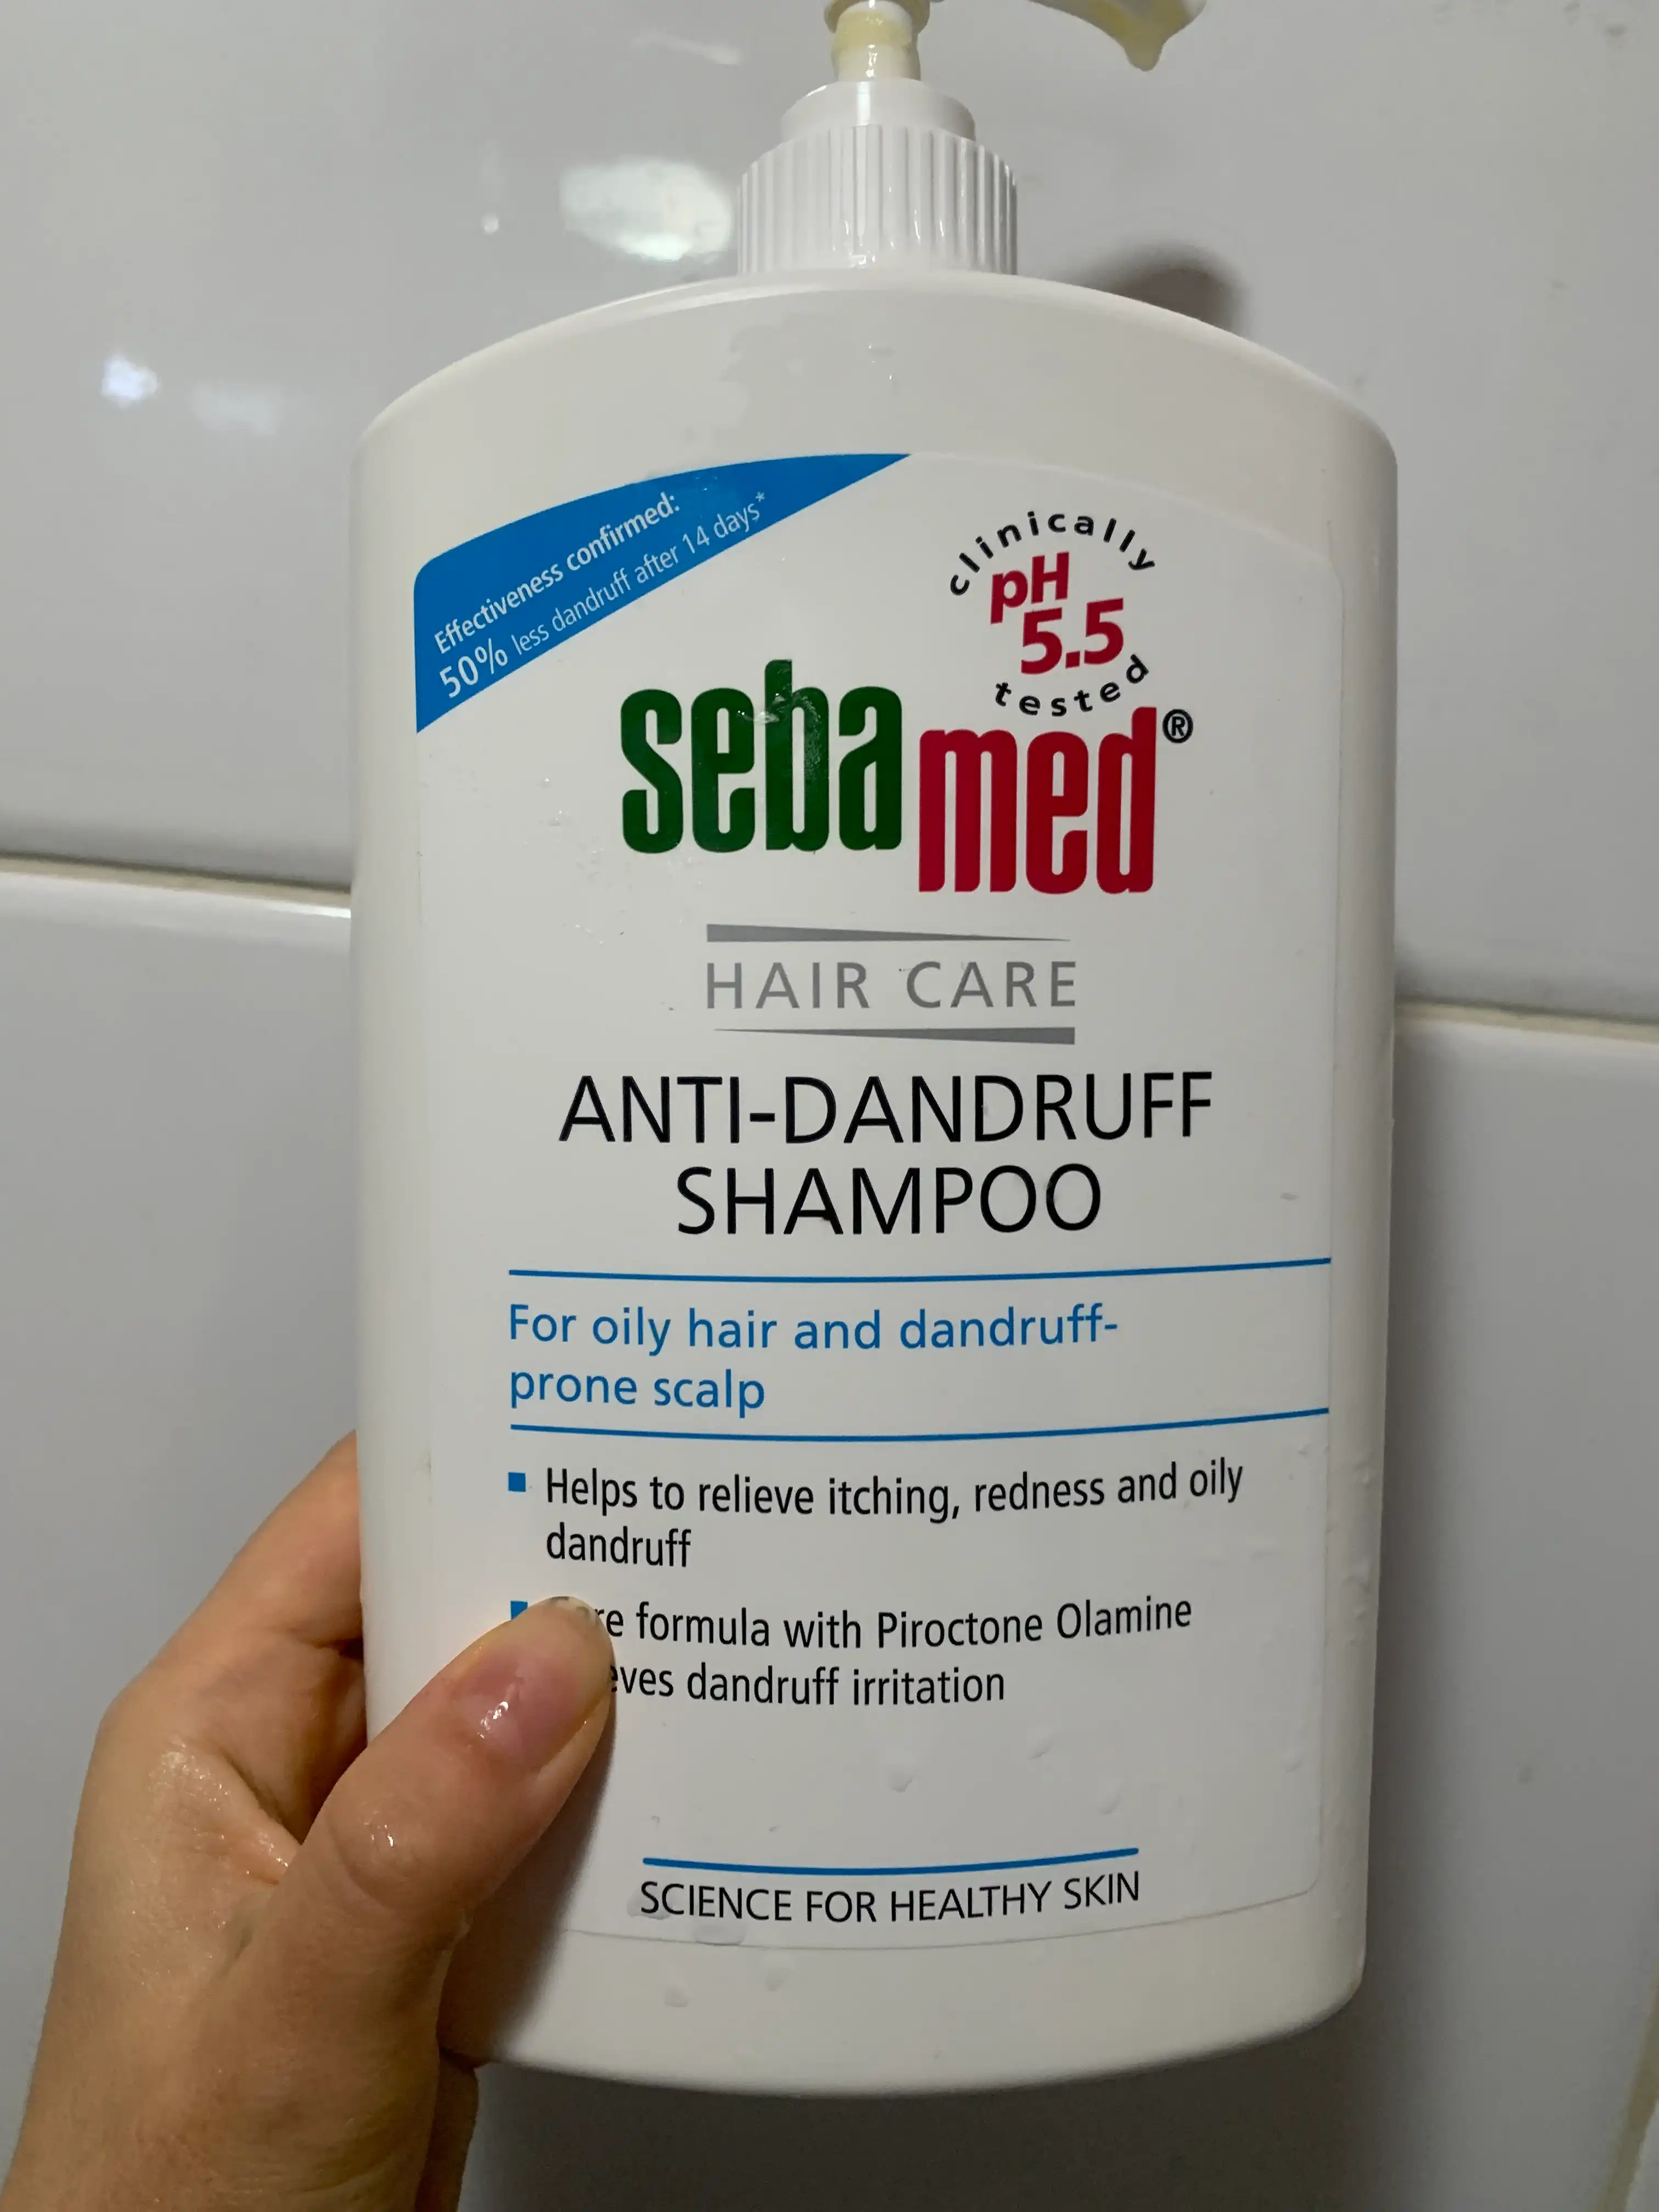 Effectiveness confirmed:
50% less dandruff after 14 days*
clinically
pH
5.5
tested
sebamed®
HAIR CARE
ANTI-DANDRUFF
SHAMPOO
For oily hair and dandruff-
prone scalp
Helps to relieve itching, redness and oily
dandruff
formula with Piroctone Olamine
dandruff irritation
SCIENCE FOR HEALTHY SKIN